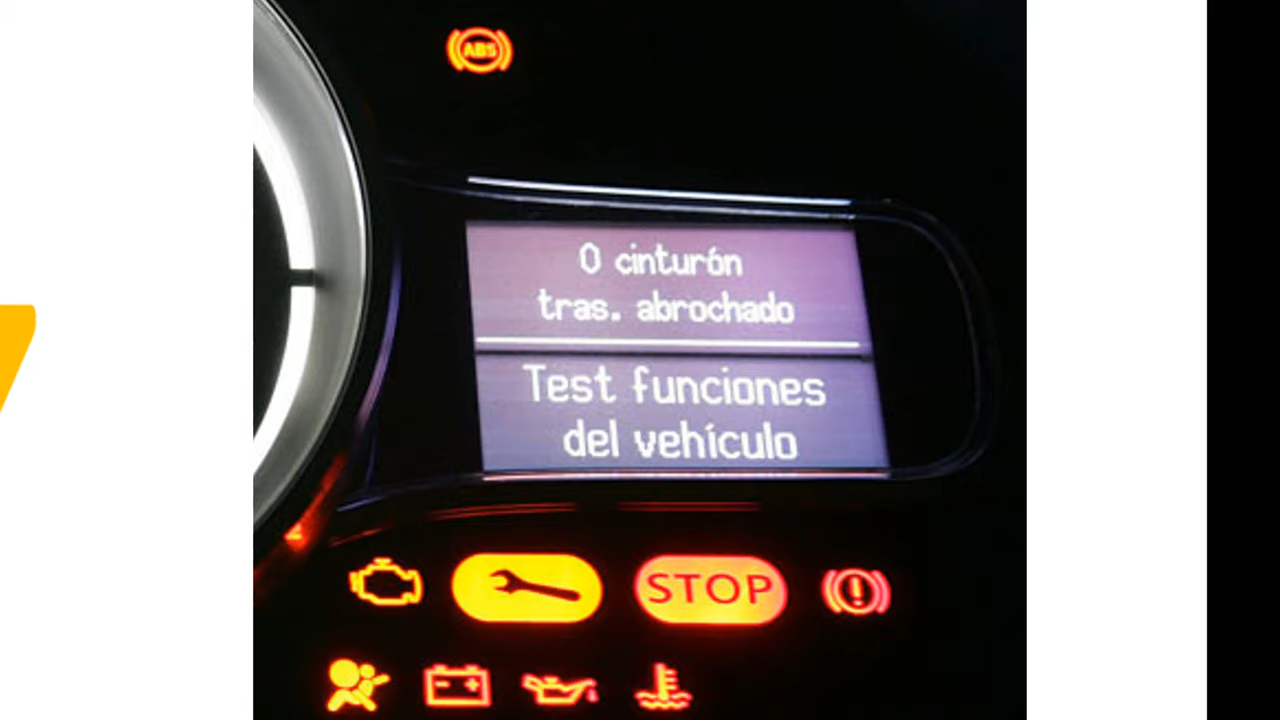 ABS
0 cinturón
tras. abrochado
Test funciones
del vehículo
STOP